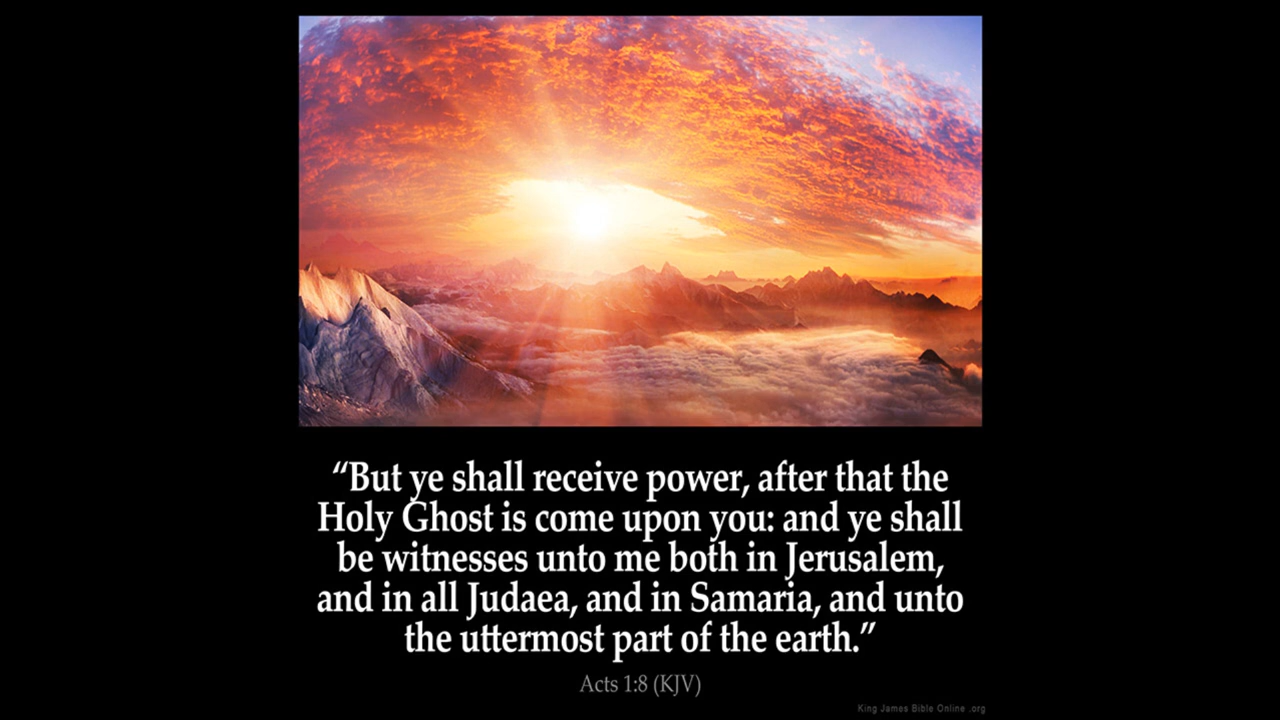 “But ye shall receive power, after that the
Holy Ghost is come upon you: and ye shall
be witnesses unto me both in Jerusalem,
and in all Judaea, and in Samaria, and unto
the uttermost part of the earth.”
Acts 1:8 (KJV)
King James Bible Online .org